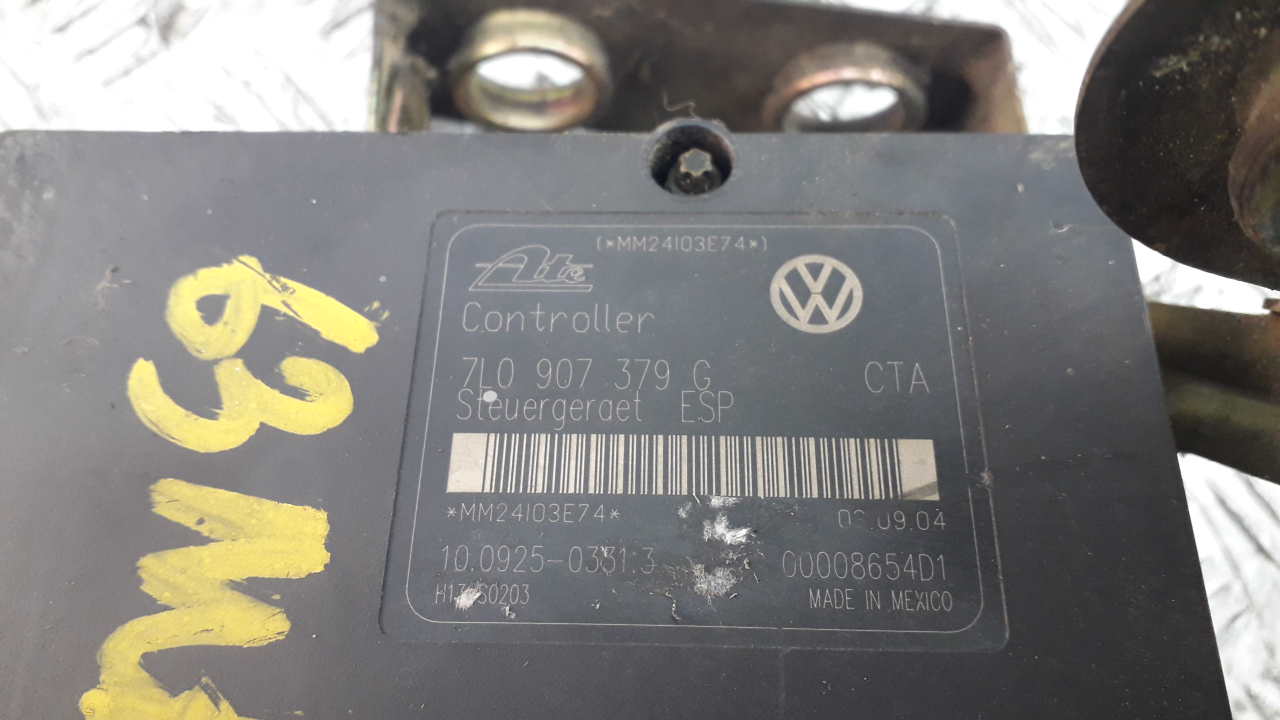 (*MM24I03E74*)
Ate
Controller
7L0 907 379 G CTA
Steuergeraet ESP
*MM24I03E74*
10.0925-0331.3 00008654D1
MADE IN MEXICO